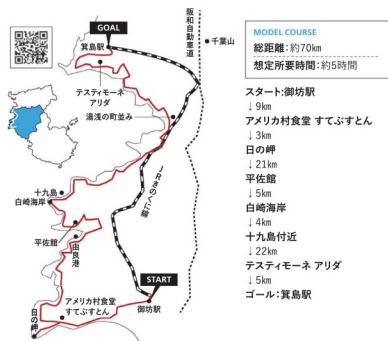 GOAL
箕島駅
阪和自動車道
千葉山
テスティモーネ
アリダ
湯浅の町並み
JRきのくに線
十九島
白崎海岸
平佐館
由良港
START
アメリカ村食堂
すてぶすとん
御坊駅
日の岬
MODEL COURSE
総距離:約70km
想定所要時間:約5時間
スタート:御坊駅
↓9km
アメリカ村食堂 すてぶすとん
↓3km
日の岬
↓21km
平佐館
↓5km
白崎海岸
↓4km
十九島付近
↓22km
テスティモーネ アリダ
↓5km
ゴール:箕島駅